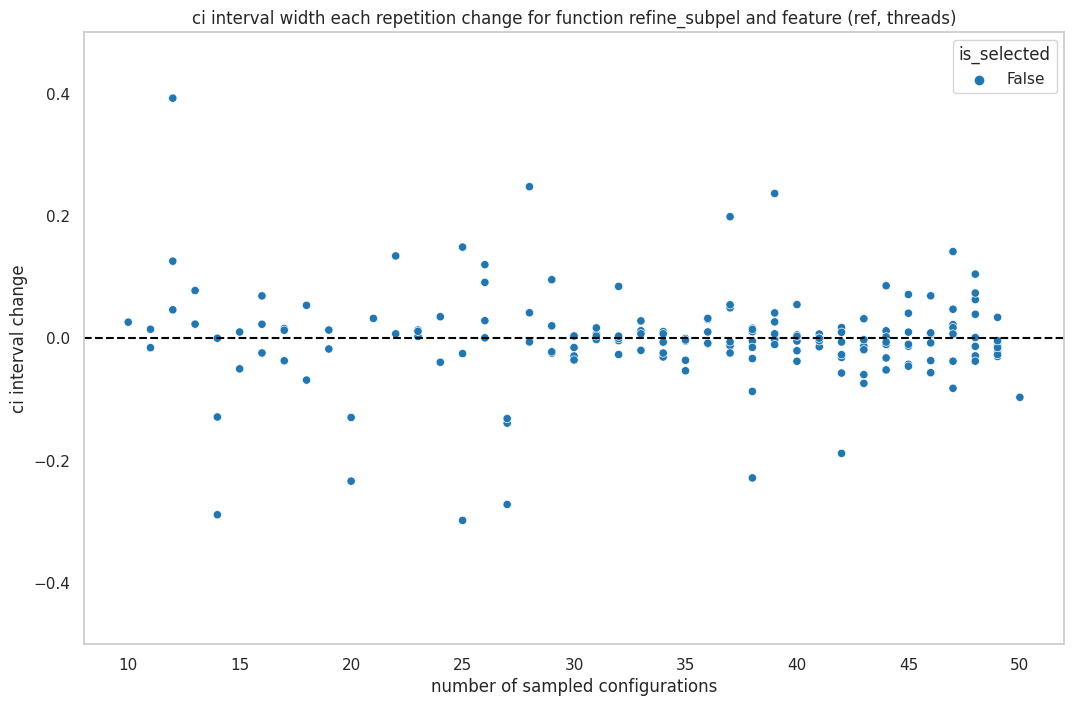 ci interval width each repetition change for function refine_subpel and feature (ref, threads)
is_selected
False
0.4
0.2
0.0
−0.2
−0.4
ci interval change
10 15 20 25 30 35 40 45 50
number of sampled configurations